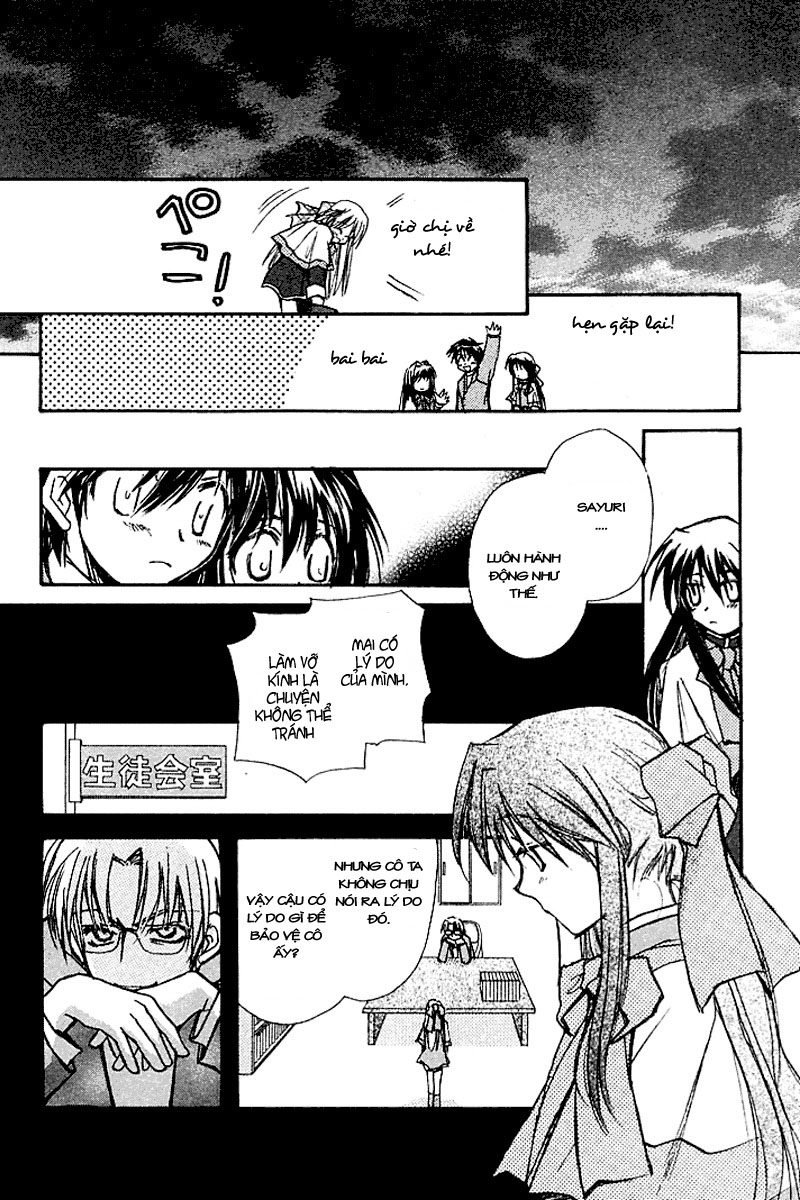 giờ chị về
nhé!
ペコ!
hẹn gặp lại!
bai bai
SAYURI
....
LUÔN HÀNH
ĐỘNG NHƯ
THẾ.
MAI CÓ
LÝ DO
CỦA MÌNH.
LÀM VỠ
KÍNH LÀ
CHUYỆN
KHÔNG THỂ
TRÁNH
生徒会室
NHƯNG CÔ TA
KHÔNG CHỊU
NÓI RA LÝ DO
ĐÓ.
VẬY CẬU CÓ
LÝ DO GÌ ĐỂ
BẢO VỆ CÔ
ẤY?